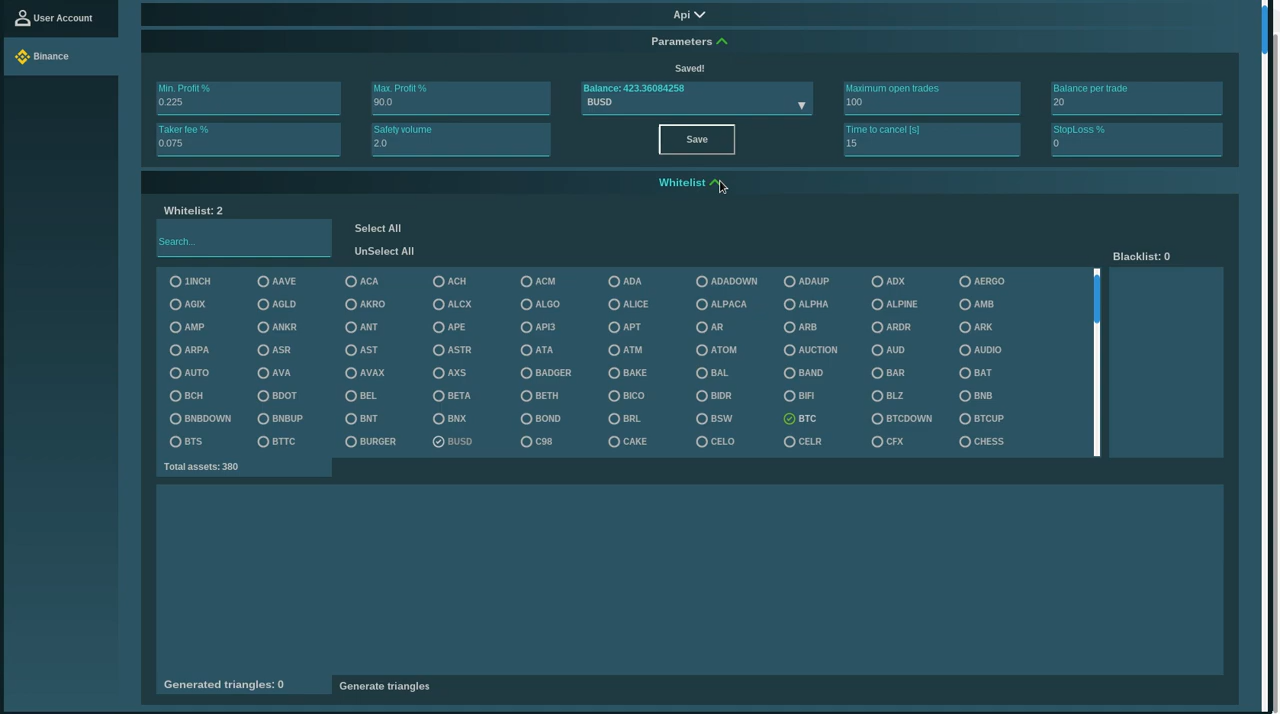 User Account
Binance
Api
Parameters
Saved!
Min. Profit % Max. Profit % Balance: 423.36084258 Maximum open trades Balance per trade
0.225 90.0 BUSD 100 20
Taker fee % Safety volume Save Time to cancel [s] StopLoss %
0.075 2.0 15 0
Whitelist
Whitelist: 2
Search...
Select All
UnSelect All
Blacklist: 0
1INCH AAVE ACA ACH ACM ADA ADADOWN ADAUP ADX AERGO
AGIX AGLD AKRO ALCX ALGO ALICE ALPACA ALPHA ALPINE AMB
AMP ANKR ANT APE API3 APT AR ARB ARDR ARK
ARPA ASR AST ASTR ATA ATM ATOM AUCTION AUD AUDIO
AUTO AVA AVAX AXS BADGER BAKE BAL BAND BAR BAT
BCH BDOT BEL BETA BETH BICO BIDR BIFI BLZ BNB
BNBDOWN BNBUP BNT BNX BOND BRL BSW BTC BTCDOWN BTCUP
BTS BTTC BURGER BUSD C98 CAKE CELO CELR CFX CHESS
Total assets: 380
Generated triangles: 0
Generate triangles